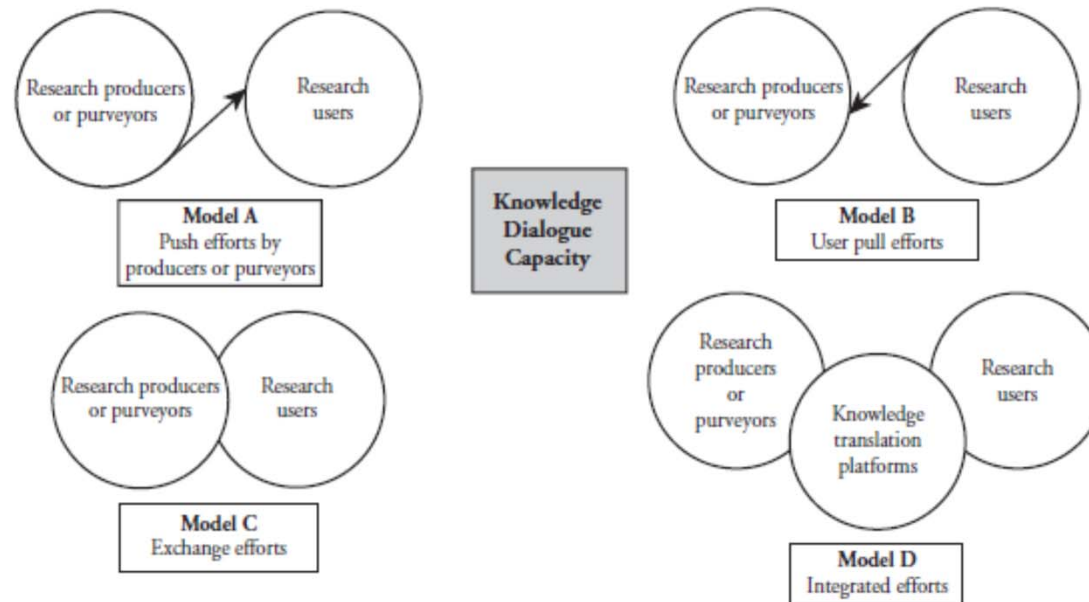 Research producers
or purveyors
Research
users
Model A
Push efforts by
producers or purveyors
Research producers
or purveyors
Research
users
Model B
User pull efforts
Knowledge
Dialogue
Capacity
Research producers
or purveyors
Research
users
Model C
Exchange efforts
Research
producers
or
purveyors
Knowledge
translation
platforms
Research
users
Model D
Integrated efforts